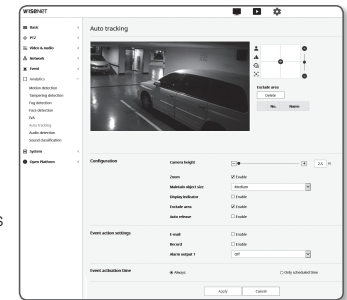 WISENET
Basic
PTZ
Video & Audio
Network
Event
Analytics
Motion detection
Tampering detection
Fog detection
Face detection
IVA
Auto tracking
Audio detection
Sound classification
System
Open Platform
Auto tracking
Exclude area
Delete
No. Name
Configuration
Camera height 2.5 m
Zoom Enable
Maintain object size Medium
Display indicator Enable
Exclude area Enable
Auto release Enable
Event action settings
E-mail Enable
Record Enable
Alarm output 1 Off
Event activation time
Always Only scheduled time
Apply Cancel
s